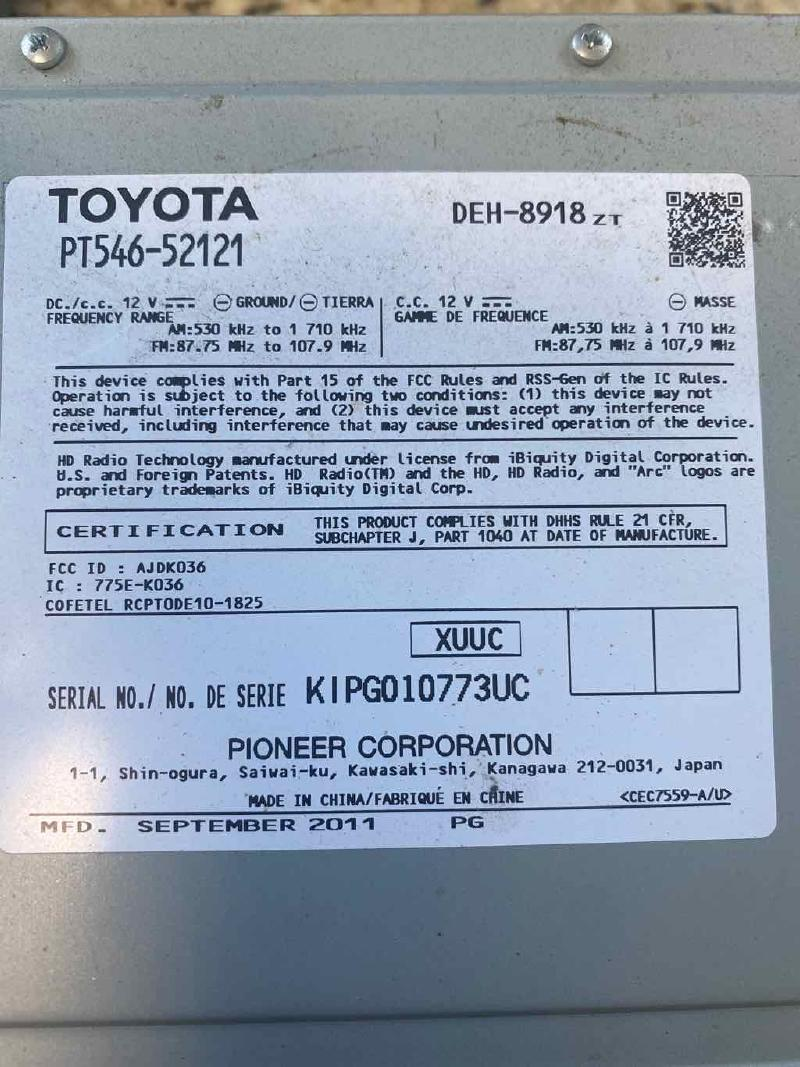 TOYOTA
PT546-52121
DEH-8918 ZT
DC./c.c. 12 V ⎓ ⊖ GROUND/ ⊖ TIERRA
FREQUENCY RANGE
AM:530 kHz to 1 710 kHz
FM:87.75 MHz to 107.9 MHz
C.C. 12 V ⎓ ⊖ MASSE
GAMME DE FREQUENCE
AM:530 kHz à 1 710 kHz
FM:87,75 MHz à 107,9 MHz
This device complies with Part 15 of the FCC Rules and RSS-Gen of the IC Rules.
Operation is subject to the following two conditions: (1) this device may not
cause harmful interference, and (2) this device must accept any interference
received, including interference that may cause undesired operation of the device.
HD Radio Technology manufactured under license from iBiquity Digital Corporation.
U.S. and Foreign Patents. HD Radio(TM) and the HD, HD Radio, and "Arc" logos are
proprietary trademarks of iBiquity Digital Corp.
CERTIFICATION
THIS PRODUCT COMPLIES WITH DHHS RULE 21 CFR,
SUBCHAPTER J, PART 1040 AT DATE OF MANUFACTURE.
FCC ID : AJDK036
IC : 775E-K036
COFETEL RCPTODE10-1825
XUUC
SERIAL NO./ NO. DE SERIE KIPG010773UC
PIONEER CORPORATION
1-1, Shin-ogura, Saiwai-ku, Kawasaki-shi, Kanagawa 212-0031, Japan
MADE IN CHINA/FABRIQUÉ EN CHINE <CEC7559-A/U>
MFD. SEPTEMBER 2011 PG